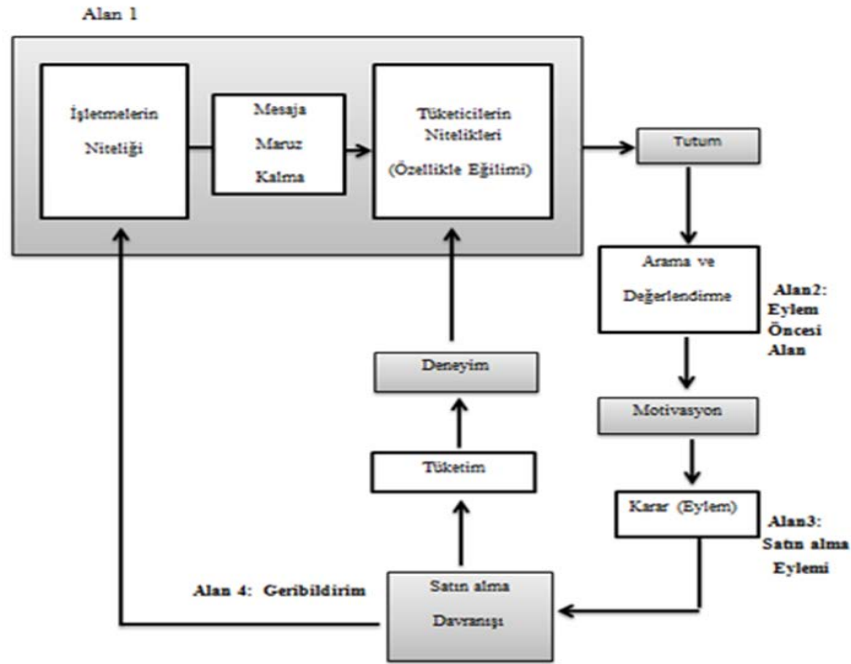 Alan 1
İşletmelerin
Niteliği
Mesaja
Maruz
Kalma
Tüketicilerin
Nitelikleri
(Özellikle Eğilimi)
Tutum
Arama ve
Değerlendirme
Alan2:
Eylem
Öncesi
Alan
Motivasyon
Karar (Eylem)
Alan3:
Satın alma
Eylemi
Deneyim
Tüketim
Satın alma
Davranışı
Alan 4: Geribildirim